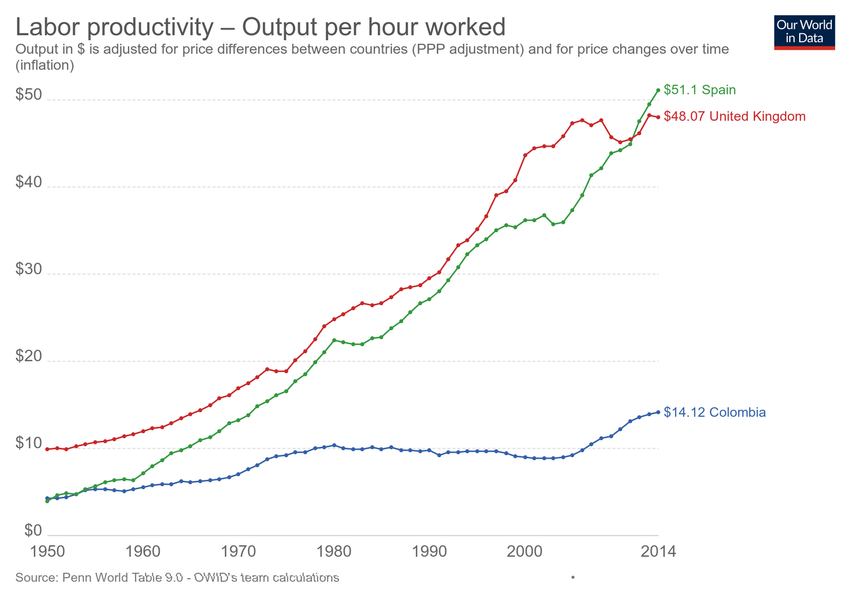 Labor productivity – Output per hour worked
Our World
in Data
Output in $ is adjusted for price differences between countries (PPP adjustment) and for price changes over time
(inflation)
$51.1 Spain
$50
$48.07 United Kingdom
$40
$30
$20
$14.12 Colombia
$10
$0
1950 1960 1970 1980 1990 2000 2014
Source: Penn World Table 9.0 - OWID's team calculations